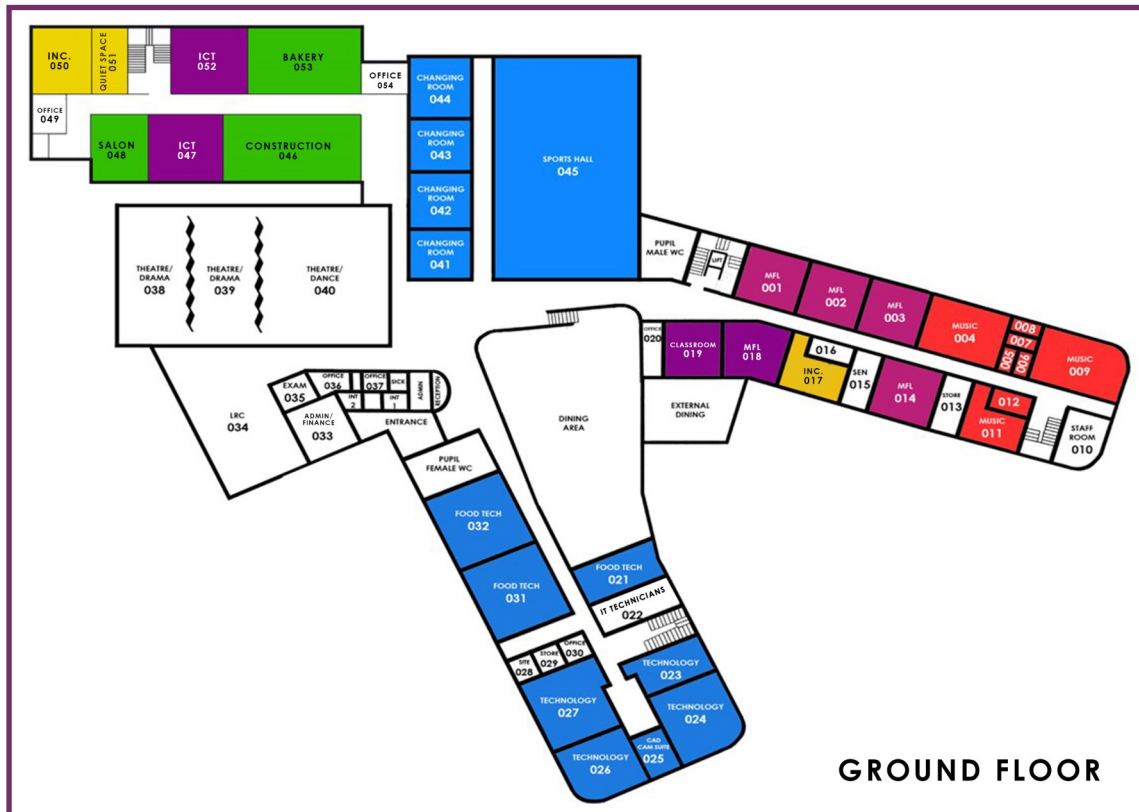 INC.
050
QUIET SPACE
051
ICT
052
BAKERY
053
OFFICE
054
OFFICE
049
SALON
048
ICT
047
CONSTRUCTION
046
CHANGING
ROOM
044
CHANGING
ROOM
043
CHANGING
ROOM
042
CHANGING
ROOM
041
SPORTS HALL
045
THEATRE/
DRAMA
038
THEATRE/
DRAMA
039
THEATRE/
DANCE
040
PUPIL
MALE WC
LIFT
MFL
001
MFL
002
MFL
003
MUSIC
004
008
007
005
006
MUSIC
009
OFFICE
020
CLASSROOM
019
MFL
018
INC.
017
016
SEN
015
MFL
014
STORE
013
012
MUSIC
011
STAFF
ROOM
010
EXTERNAL
DINING
DINING
AREA
LRC
034
EXAM
035
OFFICE
036
OFFICE
037
SICK
INT
2
INT
1
ADMIN
RECEPTION
ADMIN/
FINANCE
033
ENTRANCE
PUPIL
FEMALE WC
FOOD TECH
032
FOOD TECH
031
FOOD TECH
021
IT TECHNICIANS
022
SITE
028
STORE
029
OFFICE
030
TECHNOLOGY
023
TECHNOLOGY
024
TECHNOLOGY
027
TECHNOLOGY
026
CAD
CAM SUITE
025
GROUND FLOOR